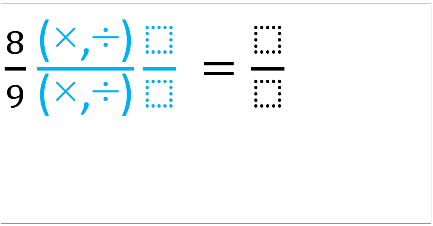 8 (×,÷) ⬚ = ⬚
9 (×,÷) ⬚ ⬚